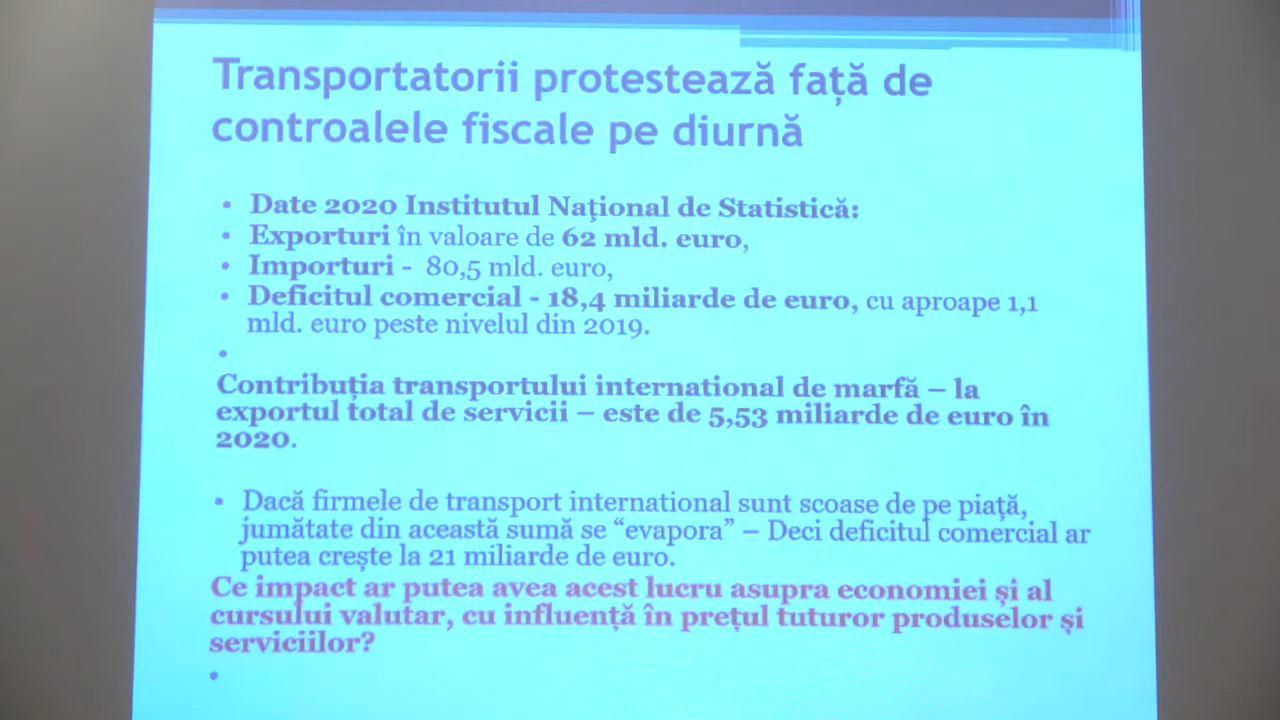 Transportatorii protestează față de
controalele fiscale pe diurnă
• Date 2020 Institutul Naţional de Statistică:
• Exporturi în valoare de 62 mld. euro,
• Importuri - 80,5 mld. euro,
• Deficitul comercial - 18,4 miliarde de euro, cu aproape 1,1
mld. euro peste nivelul din 2019.
•
Contribuția transportului international de marfă – la
exportul total de servicii – este de 5,53 miliarde de euro în
2020.
• Dacă firmele de transport international sunt scoase de pe piață,
jumătate din această sumă se “evapora” – Deci deficitul comercial ar
putea crește la 21 miliarde de euro.
Ce impact ar putea avea acest lucru asupra economiei și al
cursului valutar, cu influență în prețul tuturor produselor și
serviciilor?
•